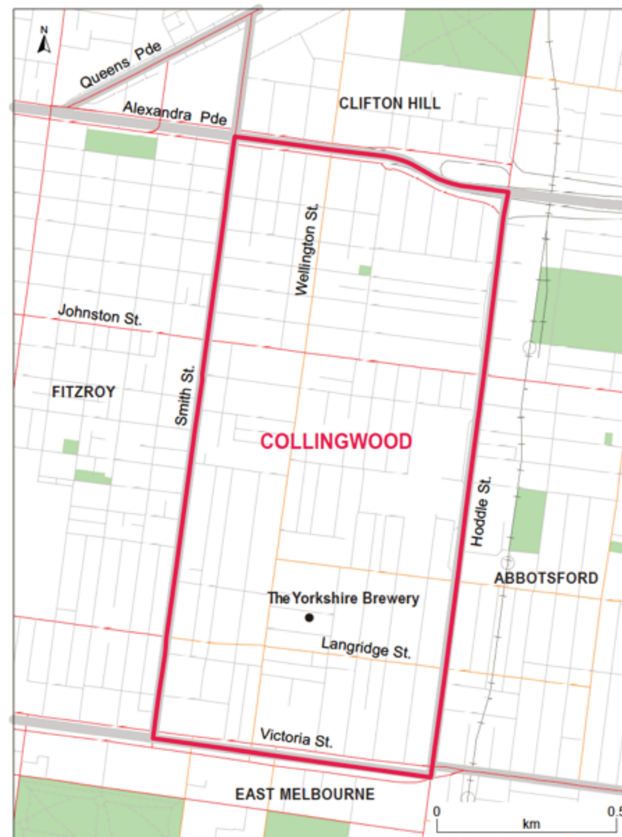 N
Queens Pde
Alexandra Pde
CLIFTON HILL
Wellington St.
Johnston St.
FITZROY
Smith St.
COLLINGWOOD
Hoddle St.
ABBOTSFORD
The Yorkshire Brewery
Langridge St.
Victoria St.
EAST MELBOURNE
0 0.5
km